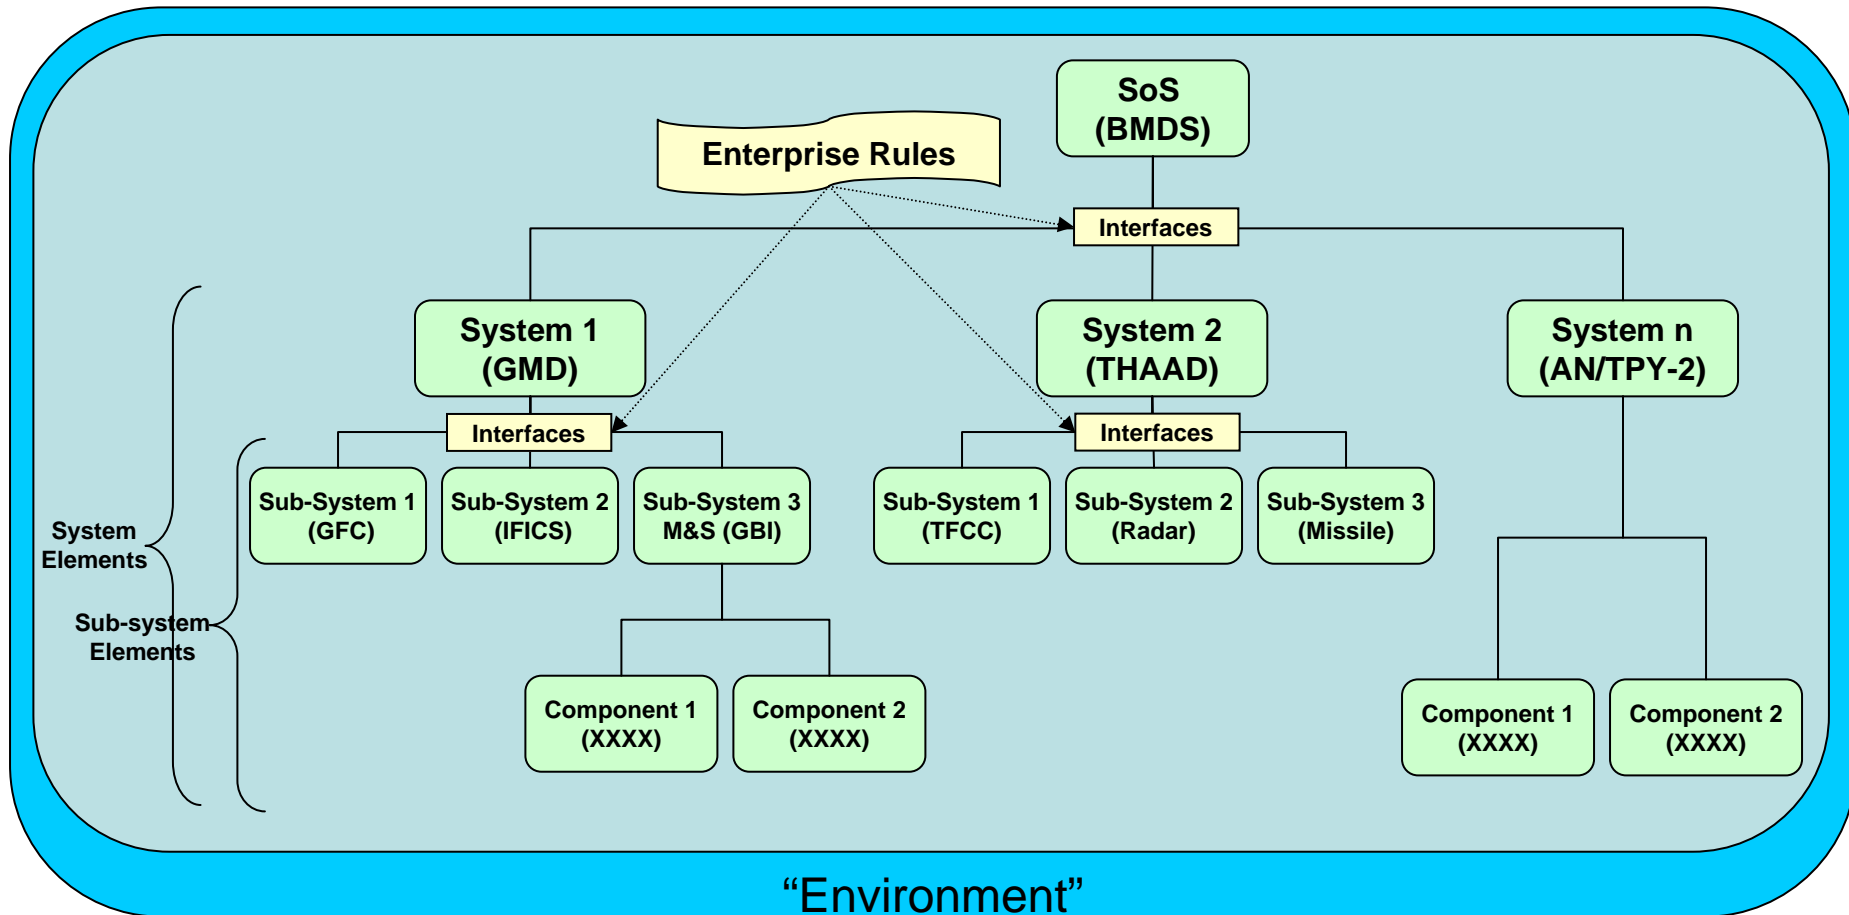 SoS
(BMDS)
Enterprise Rules
Interfaces
System 1
(GMD)
System 2
(THAAD)
System n
(AN/TPY-2)
Interfaces
Interfaces
Sub-System 1
(GFC)
Sub-System 2
(IFICS)
Sub-System 3
M&S (GBI)
Sub-System 1
(TFCC)
Sub-System 2
(Radar)
Sub-System 3
(Missile)
System
Elements
Sub-system
Elements
Component 1
(XXXX)
Component 2
(XXXX)
Component 1
(XXXX)
Component 2
(XXXX)
“Environment”